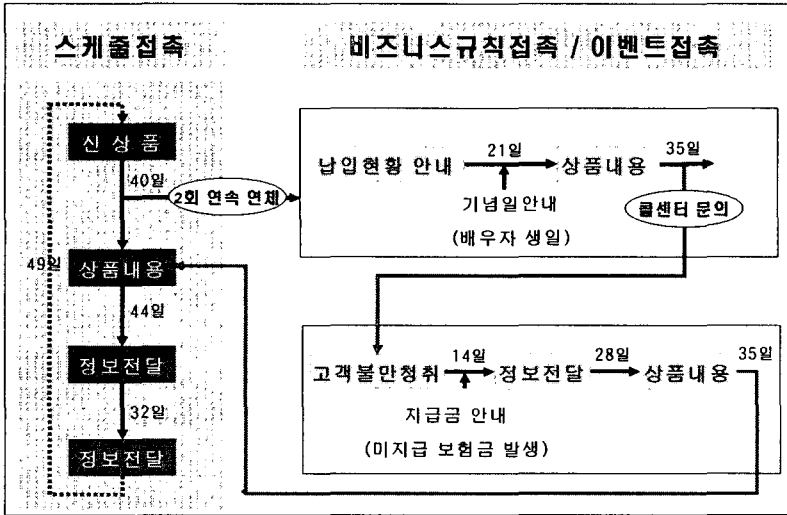 스케줄접촉
비즈니스규칙접촉 / 이벤트접촉
신 상 품
40일
2회 연속 연체
상품내용
49일
44일
정보전달
32일
정보전달
납입현황 안내
21일
상품내용
35일
기념일안내
(배우자 생일)
콜센터 문의
고객불만청취
14일
정보전달
28일
상품내용
35일
지급금 안내
(미지급 보험금 발생)